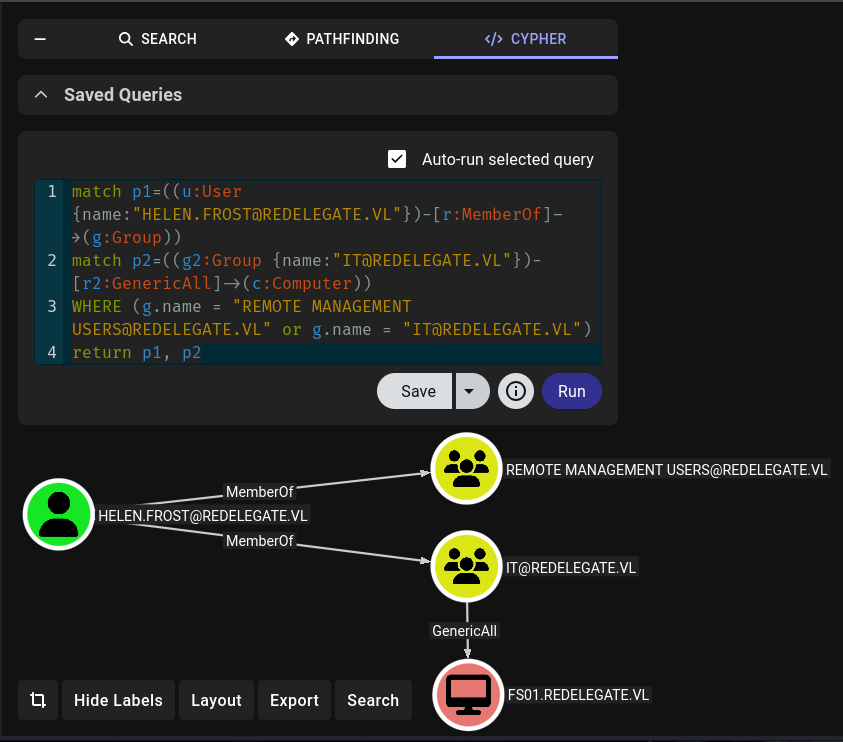 SEARCH
PATHFINDING
</> CYPHER
Saved Queries
Auto-run selected query
1 match p1=((u:User
{name:"HELEN.FROST@REDELEGATE.VL"})-[r:MemberOf]-
>(g:Group))
2 match p2=((g2:Group {name:"IT@REDELEGATE.VL"})-
[r2:GenericAll]->(c:Computer))
3 WHERE (g.name = "REMOTE MANAGEMENT
USERS@REDELEGATE.VL" or g.name = "IT@REDELEGATE.VL")
4 return p1, p2
Save
Run
REMOTE MANAGEMENT USERS@REDELEGATE.VL
MemberOf
HELEN.FROST@REDELEGATE.VL
MemberOf
IT@REDELEGATE.VL
GenericAll
FS01.REDELEGATE.VL
Hide Labels
Layout
Export
Search